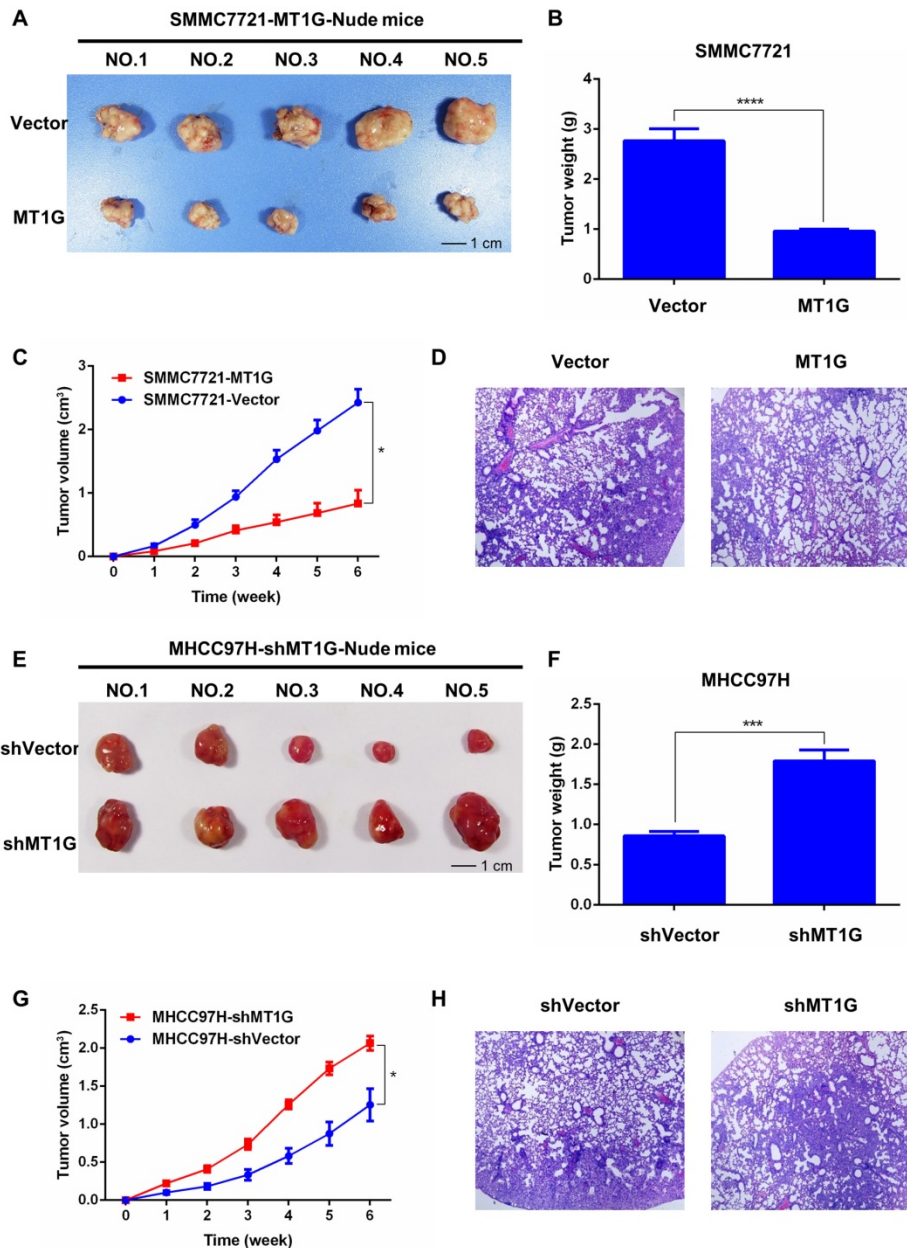 A
SMMC7721-MT1G-Nude mice
NO.1 NO.2 NO.3 NO.4 NO.5
Vector
MT1G
1 cm
B
SMMC7721
Tumor weight (g)
4
3
2
1
0
****
Vector MT1G
C
Tumor volume (cm³)
3
2
1
0
SMMC7721-MT1G
SMMC7721-Vector
*
0 1 2 3 4 5 6
Time (week)
D
Vector MT1G
E
MHCC97H-shMT1G-Nude mice
NO.1 NO.2 NO.3 NO.4 NO.5
shVector
shMT1G
1 cm
F
MHCC97H
Tumor weight (g)
2.5
2.0
1.5
1.0
0.5
0.0
***
shVector shMT1G
G
Tumor volume (cm³)
2.5
2.0
1.5
1.0
0.5
0.0
MHCC97H-shMT1G
MHCC97H-shVector
*
0 1 2 3 4 5 6
Time (week)
H
shVector shMT1G